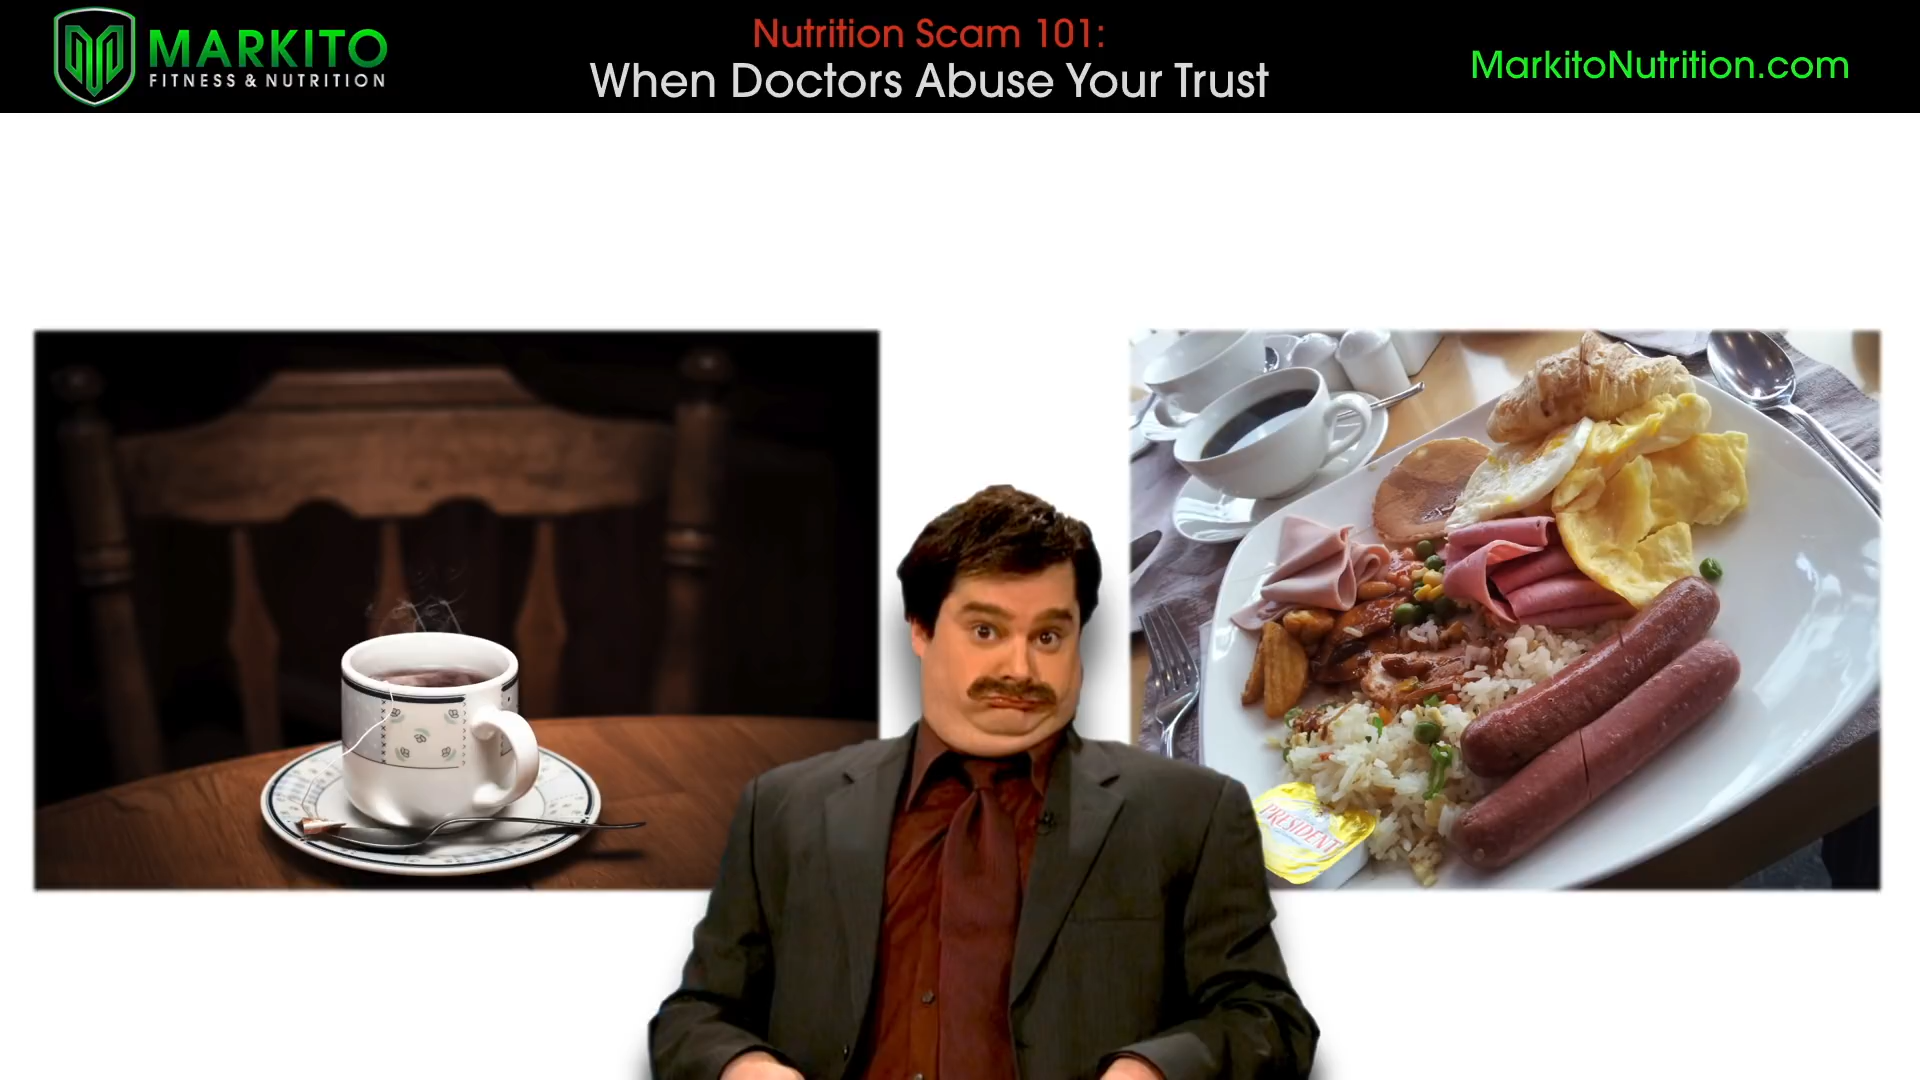 MARKITO
FITNESS & NUTRITION
Nutrition Scam 101:
When Doctors Abuse Your Trust
MarkitoNutrition.com
PRESIDENT